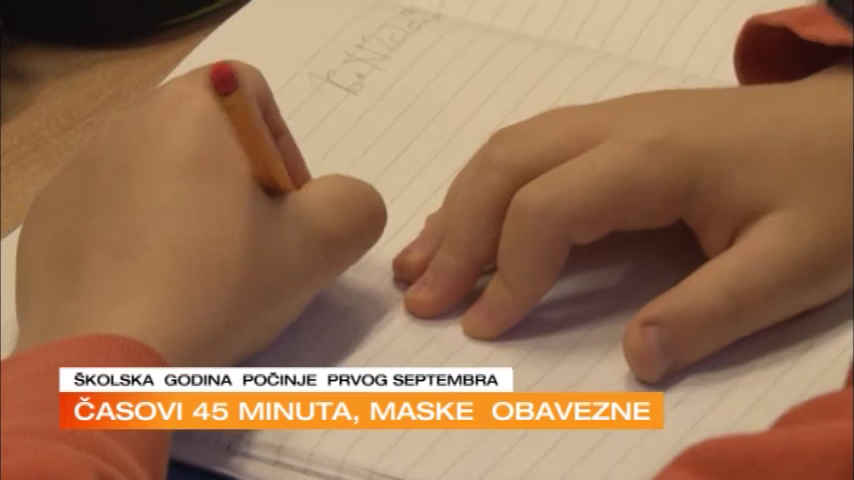 ŠKOLSKA GODINA POČINJE PRVOG SEPTEMBRA
ČASOVI 45 MINUTA, MASKE OBAVEZNE